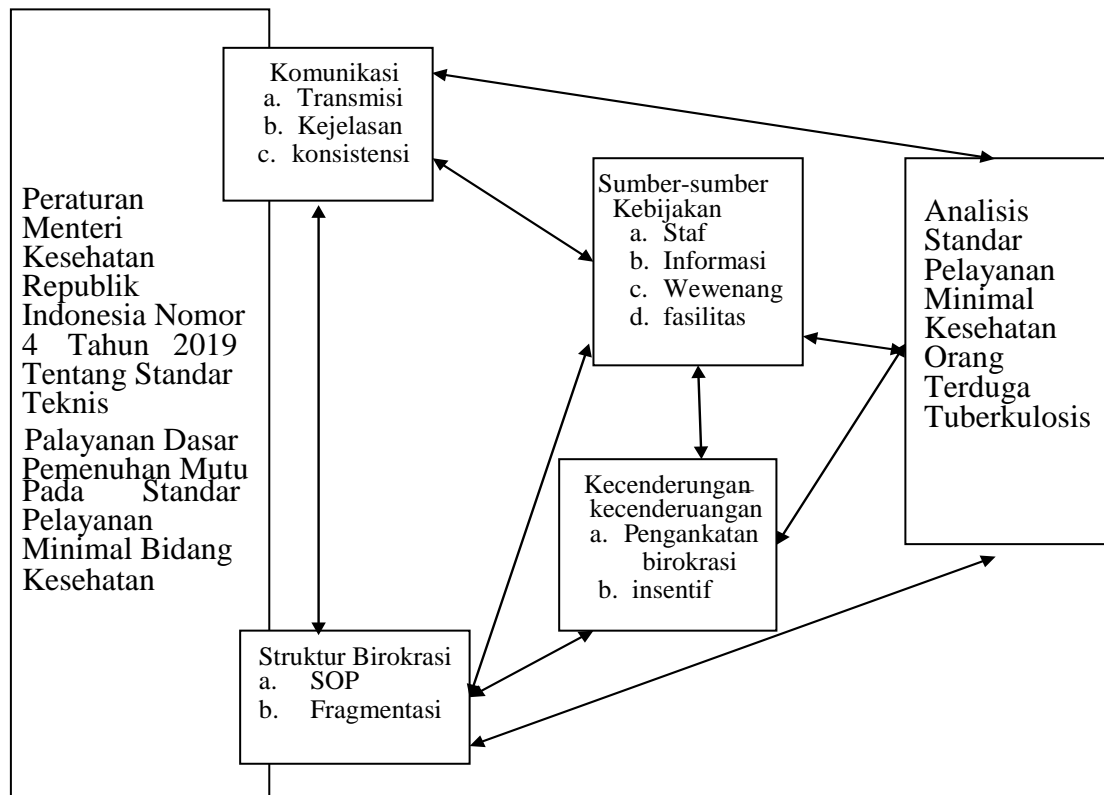 Peraturan
Menteri
Kesehatan
Republik
Indonesia Nomor
4 Tahun 2019
Tentang Standar
Teknis
Palayanan Dasar
Pemenuhan Mutu
Pada Standar
Pelayanan
Minimal Bidang
Kesehatan
Komunikasi
a. Transmisi
b. Kejelasan
c. konsistensi
Sumber-sumber
Kebijakan
a. Staf
b. Informasi
c. Wewenang
d. fasilitas
Kecenderungan-
kecenderuangan
a. Pengankatan
birokrasi
b. insentif
Struktur Birokrasi
a. SOP
b. Fragmentasi
Analisis
Standar
Pelayanan
Minimal
Kesehatan
Orang
Terduga
Tuberkulosis